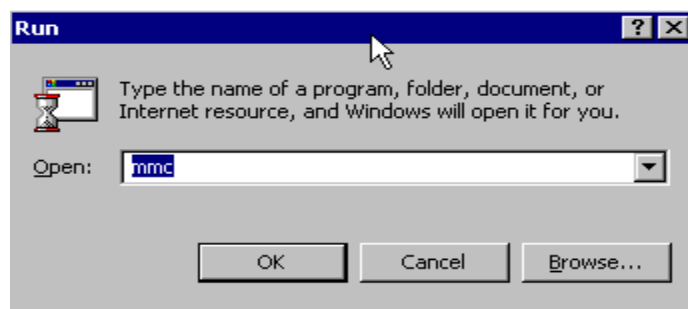 Run
Type the name of a program, folder, document, or
Internet resource, and Windows will open it for you.
Open: mmc
OK Cancel Browse...